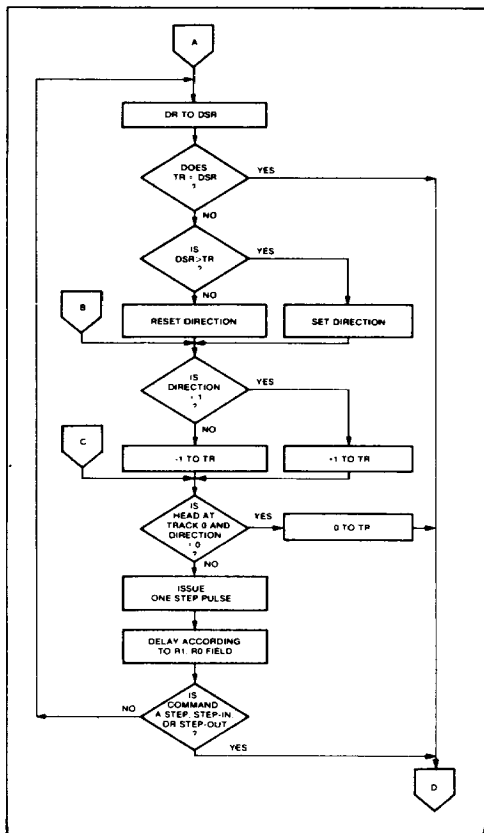 A
DR TO DSR
DOES
TR = DSR
?
YES
NO
IS
DSR>TR
?
YES
NO
B
RESET DIRECTION
SET DIRECTION
IS
DIRECTION
= 1
?
YES
NO
C
-1 TO TR
+1 TO TR
IS
HEAD AT
TRACK 0 AND
DIRECTION
= 0
?
YES
0 TO TR
NO
ISSUE
ONE STEP PULSE
DELAY ACCORDING
TO R1, R0 FIELD
IS
COMMAND
A STEP, STEP-IN,
OR STEP-OUT
?
NO
YES
D